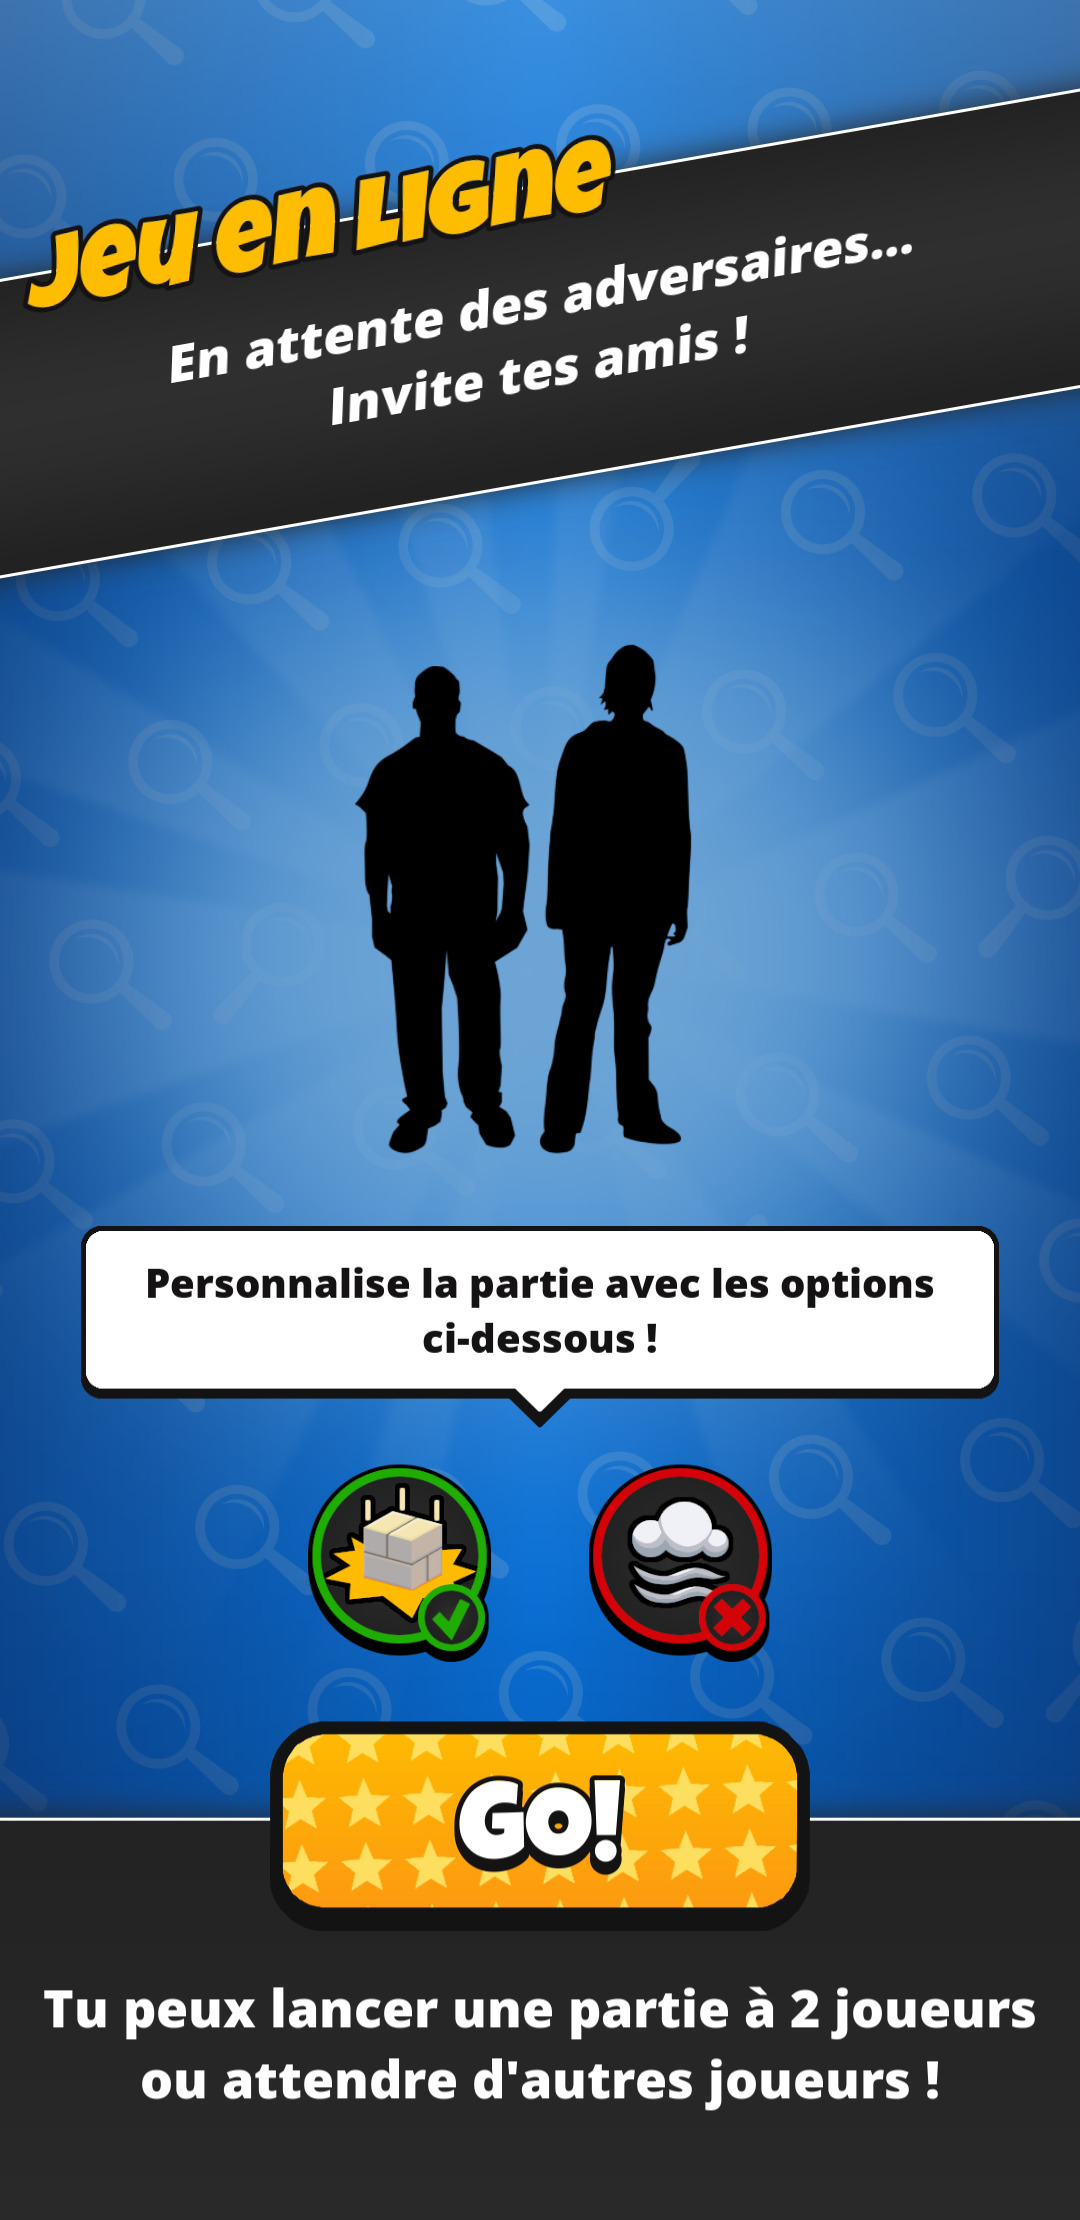 Jeu en ligne
En attente des adversaires...
Invite tes amis !
Personnalise la partie avec les options
ci-dessous !
GO!
Tu peux lancer une partie à 2 joueurs
ou attendre d'autres joueurs !